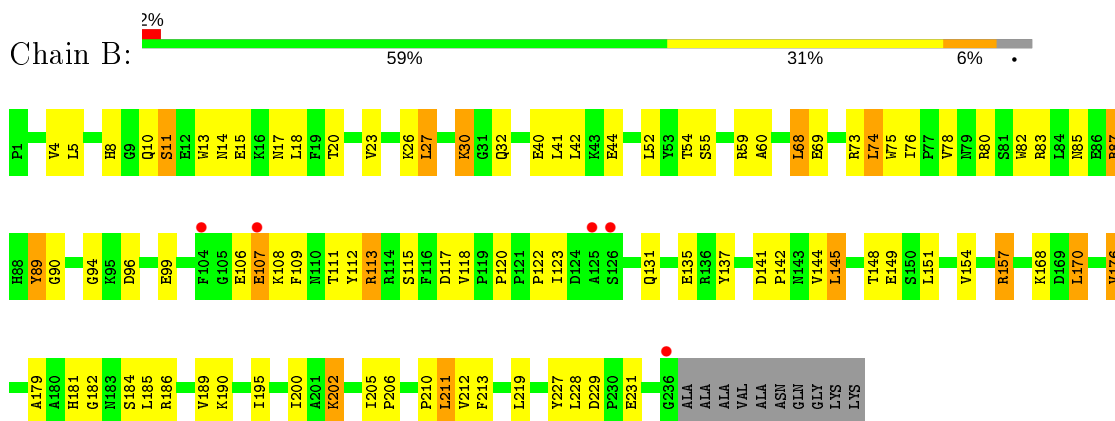 2%
Chain B:
59% 31% 6% •
P1 V4 L5 H8 G9 Q10 S11 E12 W13 N14 E15 K16 N17 L18 F19 T20 V23 K26 L27 K30 G31 Q32 E40 L41 L42 K43 E44 L52 Y53 T54 S55 R59 A60 L68 E69 R73 L74 W75 I76 P77 V78 N79 R80 S81 W82 R83 L84 N85 E86 R87
H88 Y89 G90 G94 K95 D96 E99 F104 G105 E106 E107 K108 F109 N110 T111 Y112 R113 R114 S115 F116 D117 V118 P119 P120 P121 P122 I123 D124 A125 S126 Q131 E135 R136 Y137 D141 P142 N143 V144 L145 T148 E149 S150 L151 V154 R157 K168 D169 L170 V176
A179 A180 H181 G182 N183 S184 L185 R186 V189 K190 I195 I200 A201 K202 I205 P206 P210 L211 V212 F213 L219 Y227 L228 D229 P230 E231 G236 ALA ALA ALA VAL ALA ASN GLN GLY LYS LYS